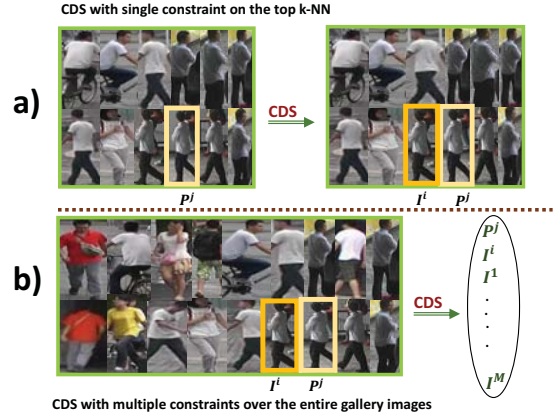 CDS with single constraint on the top k-NN
a)
CDS
P^j
I^i P^j
b)
CDS
P^j
I^i
I^1
.
.
.
.
I^M
I^i P^j
CDS with multiple constraints over the entire gallery images